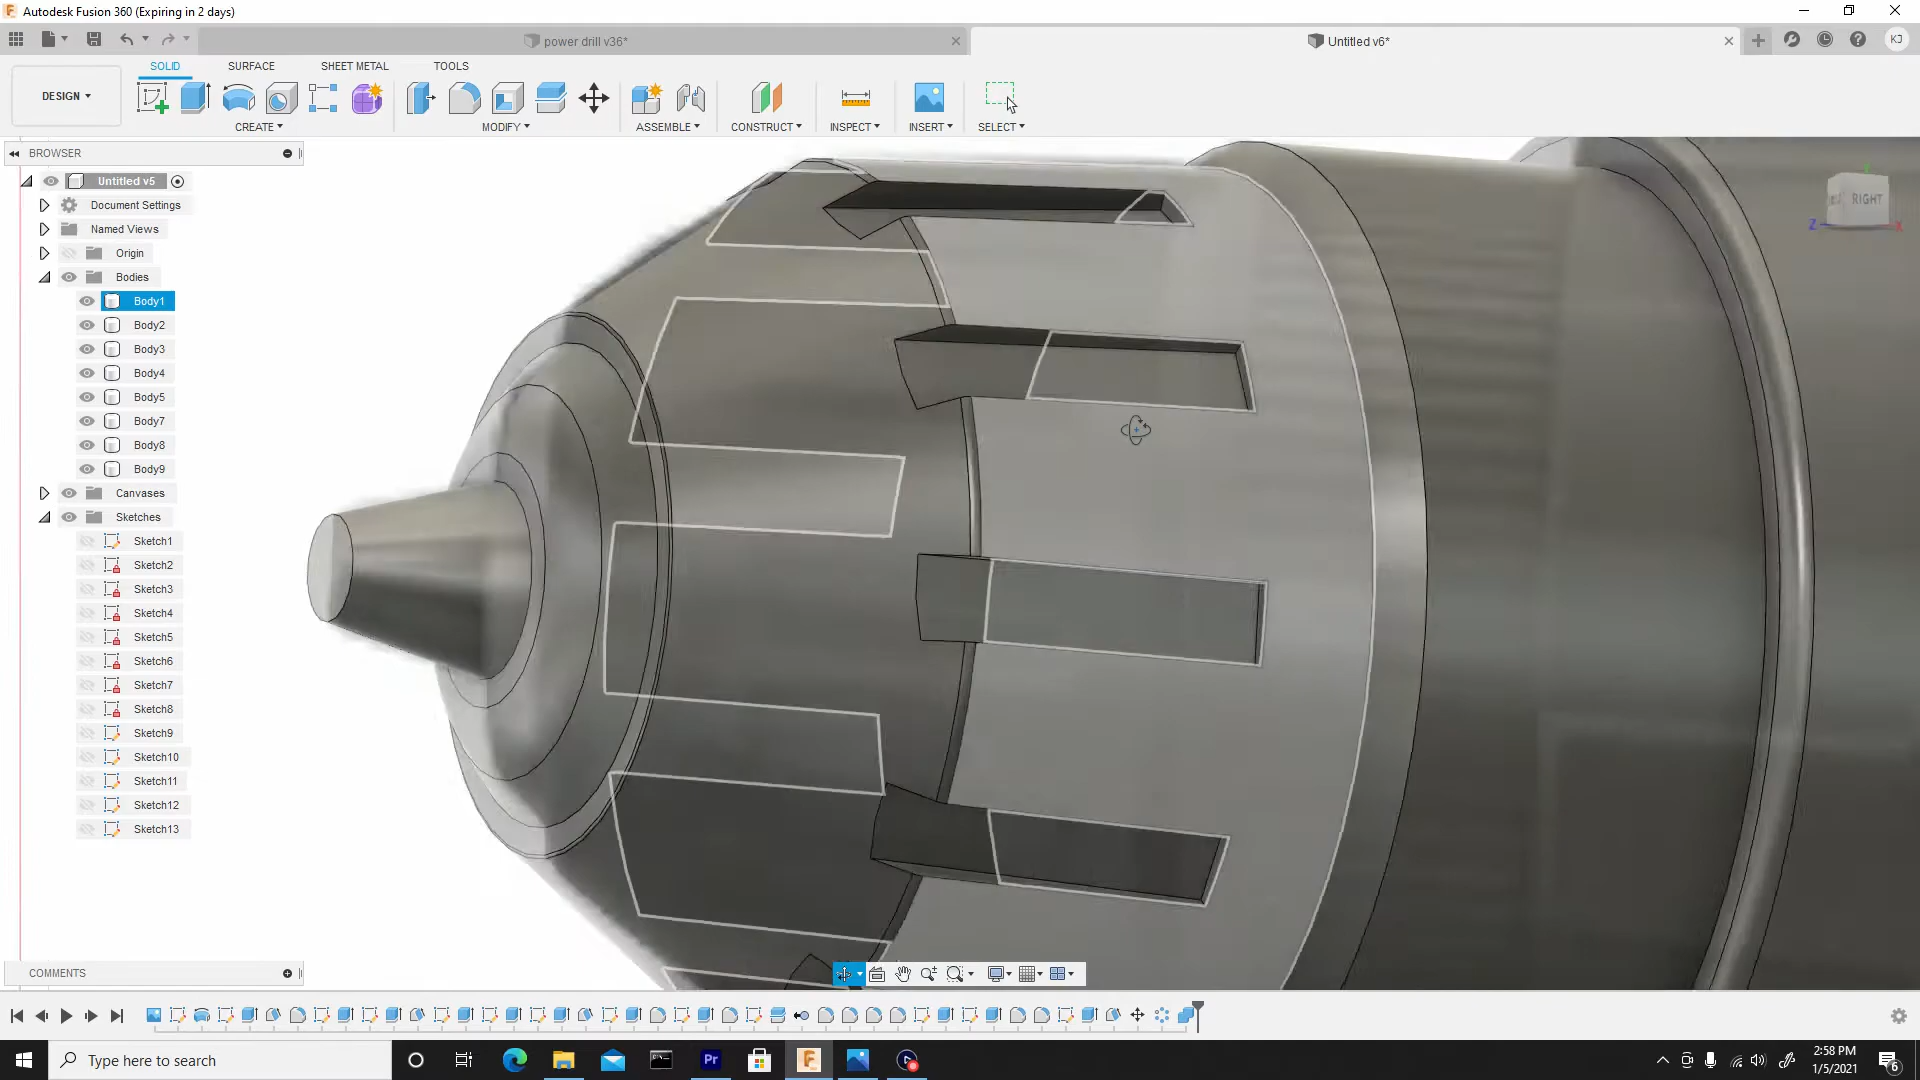 Autodesk Fusion 360 (Expiring in 2 days)
power drill v36*
Untitled v6*
KJ
DESIGN
SOLID
SURFACE
SHEET METAL
TOOLS
CREATE
MODIFY
ASSEMBLE
CONSTRUCT
INSPECT
INSERT
SELECT
BROWSER
Untitled v5
Document Settings
Named Views
Origin
Bodies
Body1
Body2
Body3
Body4
Body5
Body7
Body8
Body9
Canvases
Sketches
Sketch1
Sketch2
Sketch3
Sketch4
Sketch5
Sketch6
Sketch7
Sketch8
Sketch9
Sketch10
Sketch11
Sketch12
Sketch13
RIGHT
Z
X
COMMENTS
Type here to search
Pr
F
2:58 PM
1/5/2021
6